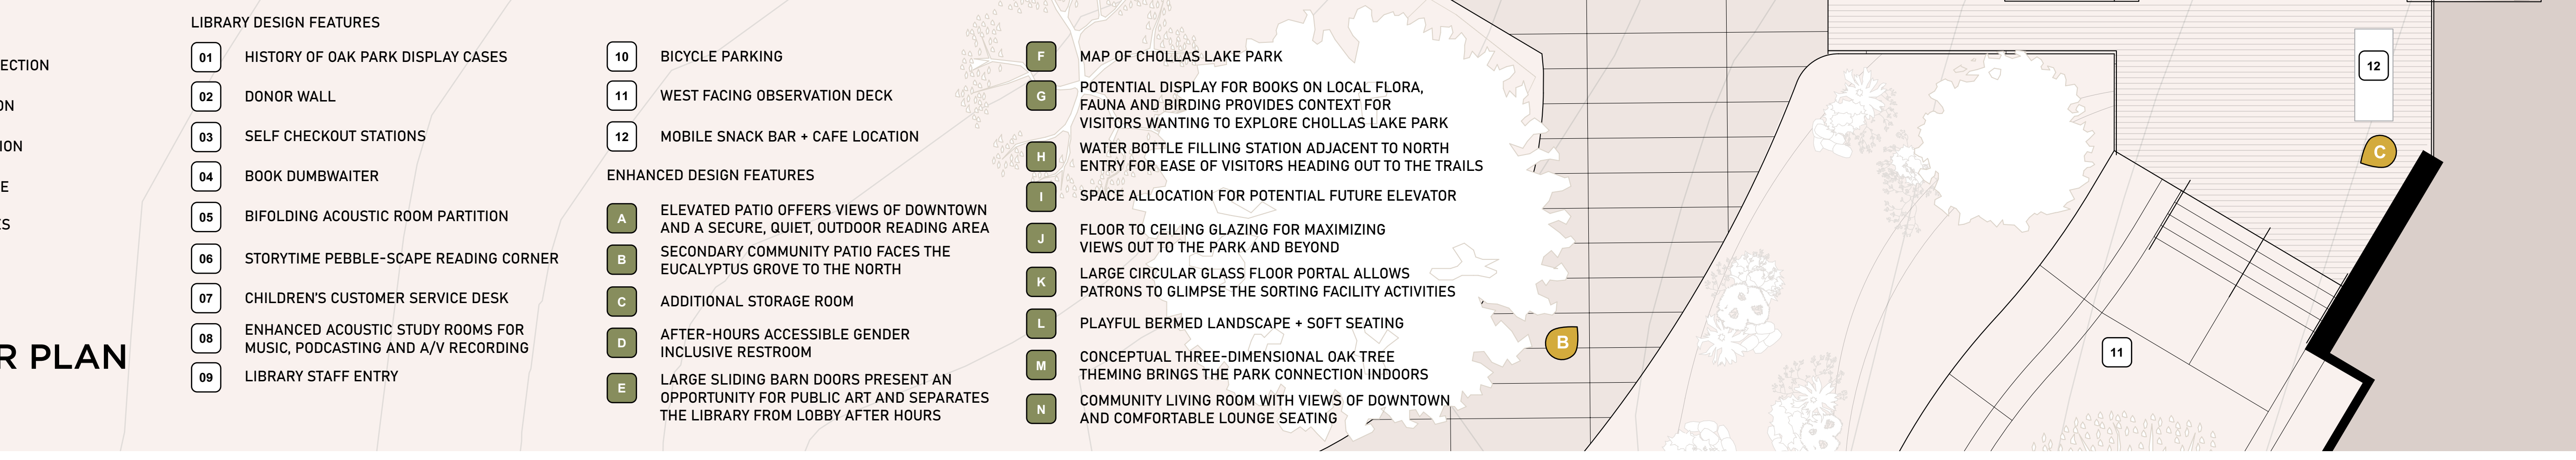 ECTION
ON
ION
E
ES
R PLAN
LIBRARY DESIGN FEATURES
01 HISTORY OF OAK PARK DISPLAY CASES
02 DONOR WALL
03 SELF CHECKOUT STATIONS
04 BOOK DUMBWAITER
05 BIFOLDING ACOUSTIC ROOM PARTITION
06 STORYTIME PEBBLE-SCAPE READING CORNER
07 CHILDREN'S CUSTOMER SERVICE DESK
08 ENHANCED ACOUSTIC STUDY ROOMS FOR
MUSIC, PODCASTING AND A/V RECORDING
09 LIBRARY STAFF ENTRY
10 BICYCLE PARKING
11 WEST FACING OBSERVATION DECK
12 MOBILE SNACK BAR + CAFE LOCATION
ENHANCED DESIGN FEATURES
A ELEVATED PATIO OFFERS VIEWS OF DOWNTOWN
AND A SECURE, QUIET, OUTDOOR READING AREA
B SECONDARY COMMUNITY PATIO FACES THE
EUCALYPTUS GROVE TO THE NORTH
C ADDITIONAL STORAGE ROOM
D AFTER-HOURS ACCESSIBLE GENDER
INCLUSIVE RESTROOM
E LARGE SLIDING BARN DOORS PRESENT AN
OPPORTUNITY FOR PUBLIC ART AND SEPARATES
THE LIBRARY FROM LOBBY AFTER HOURS
F MAP OF CHOLLAS LAKE PARK
G POTENTIAL DISPLAY FOR BOOKS ON LOCAL FLORA,
FAUNA AND BIRDING PROVIDES CONTEXT FOR
VISITORS WANTING TO EXPLORE CHOLLAS LAKE PARK
H WATER BOTTLE FILLING STATION ADJACENT TO NORTH
ENTRY FOR EASE OF VISITORS HEADING OUT TO THE TRAILS
I SPACE ALLOCATION FOR POTENTIAL FUTURE ELEVATOR
J FLOOR TO CEILING GLAZING FOR MAXIMIZING
VIEWS OUT TO THE PARK AND BEYOND
K LARGE CIRCULAR GLASS FLOOR PORTAL ALLOWS
PATRONS TO GLIMPSE THE SORTING FACILITY ACTIVITIES
L PLAYFUL BERMED LANDSCAPE + SOFT SEATING
M CONCEPTUAL THREE-DIMENSIONAL OAK TREE
THEMING BRINGS THE PARK CONNECTION INDOORS
N COMMUNITY LIVING ROOM WITH VIEWS OF DOWNTOWN
AND COMFORTABLE LOUNGE SEATING
12
C
B
11